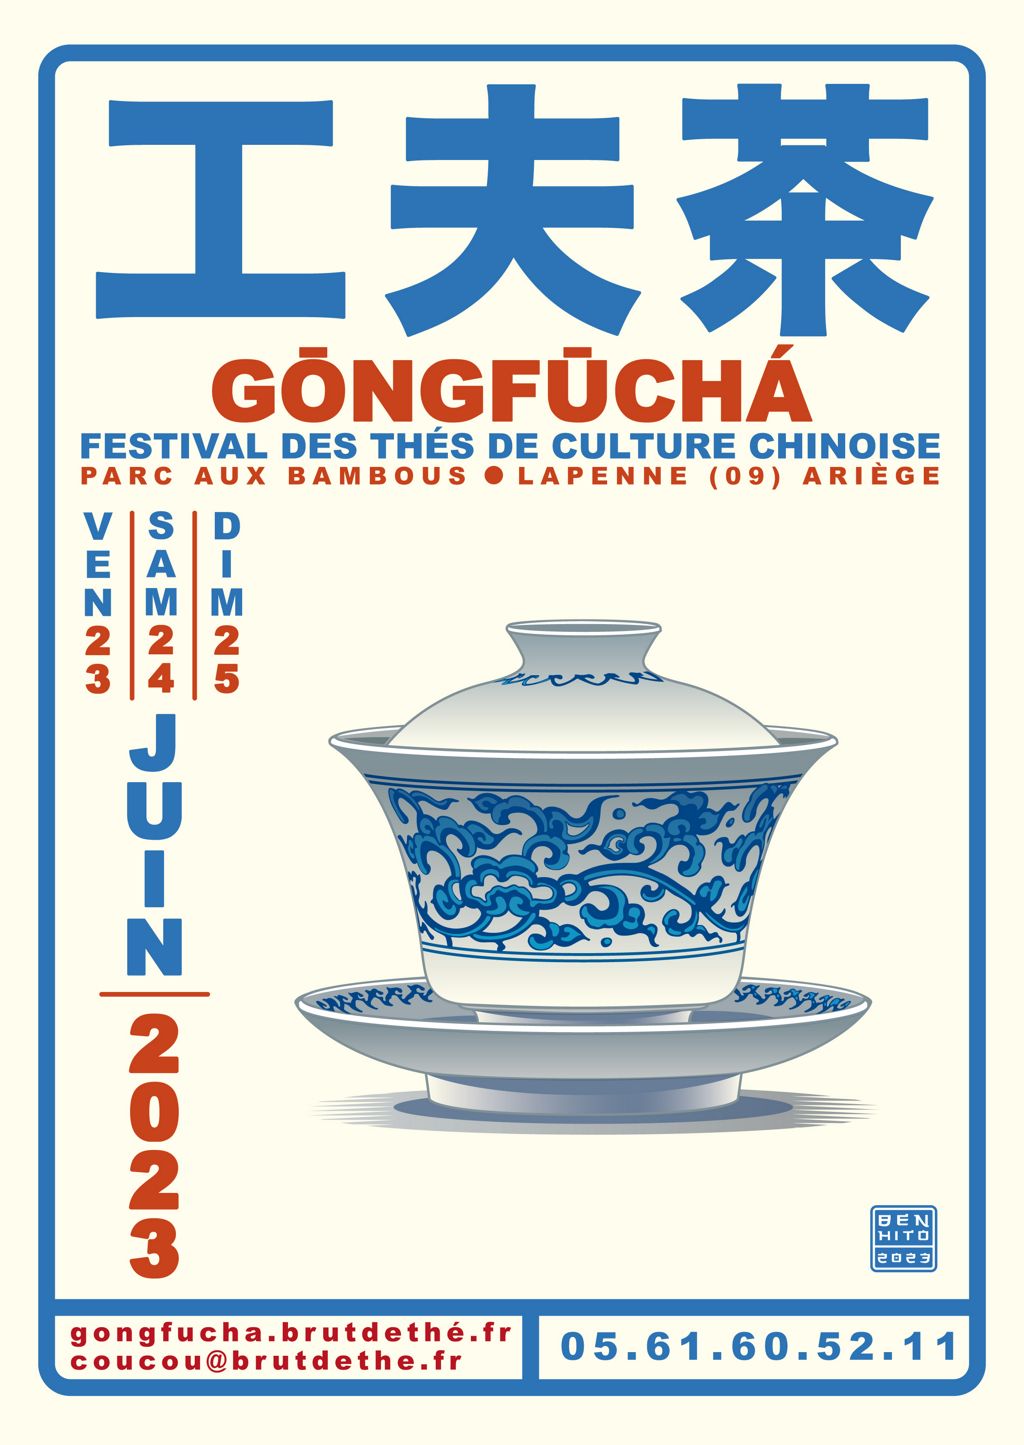 工夫茶
GŌNGFŪCHÁ
FESTIVAL DES THÉS DE CULTURE CHINOISE
PARC AUX BAMBOUS ● LAPENNE (09) ARIÈGE
VEN 23
SAM 24
DIM 25
JUIN
2023
BEN
HITO
2023
gongfucha.brutdethé.fr
coucou@brutdethe.fr
05.61.60.52.11